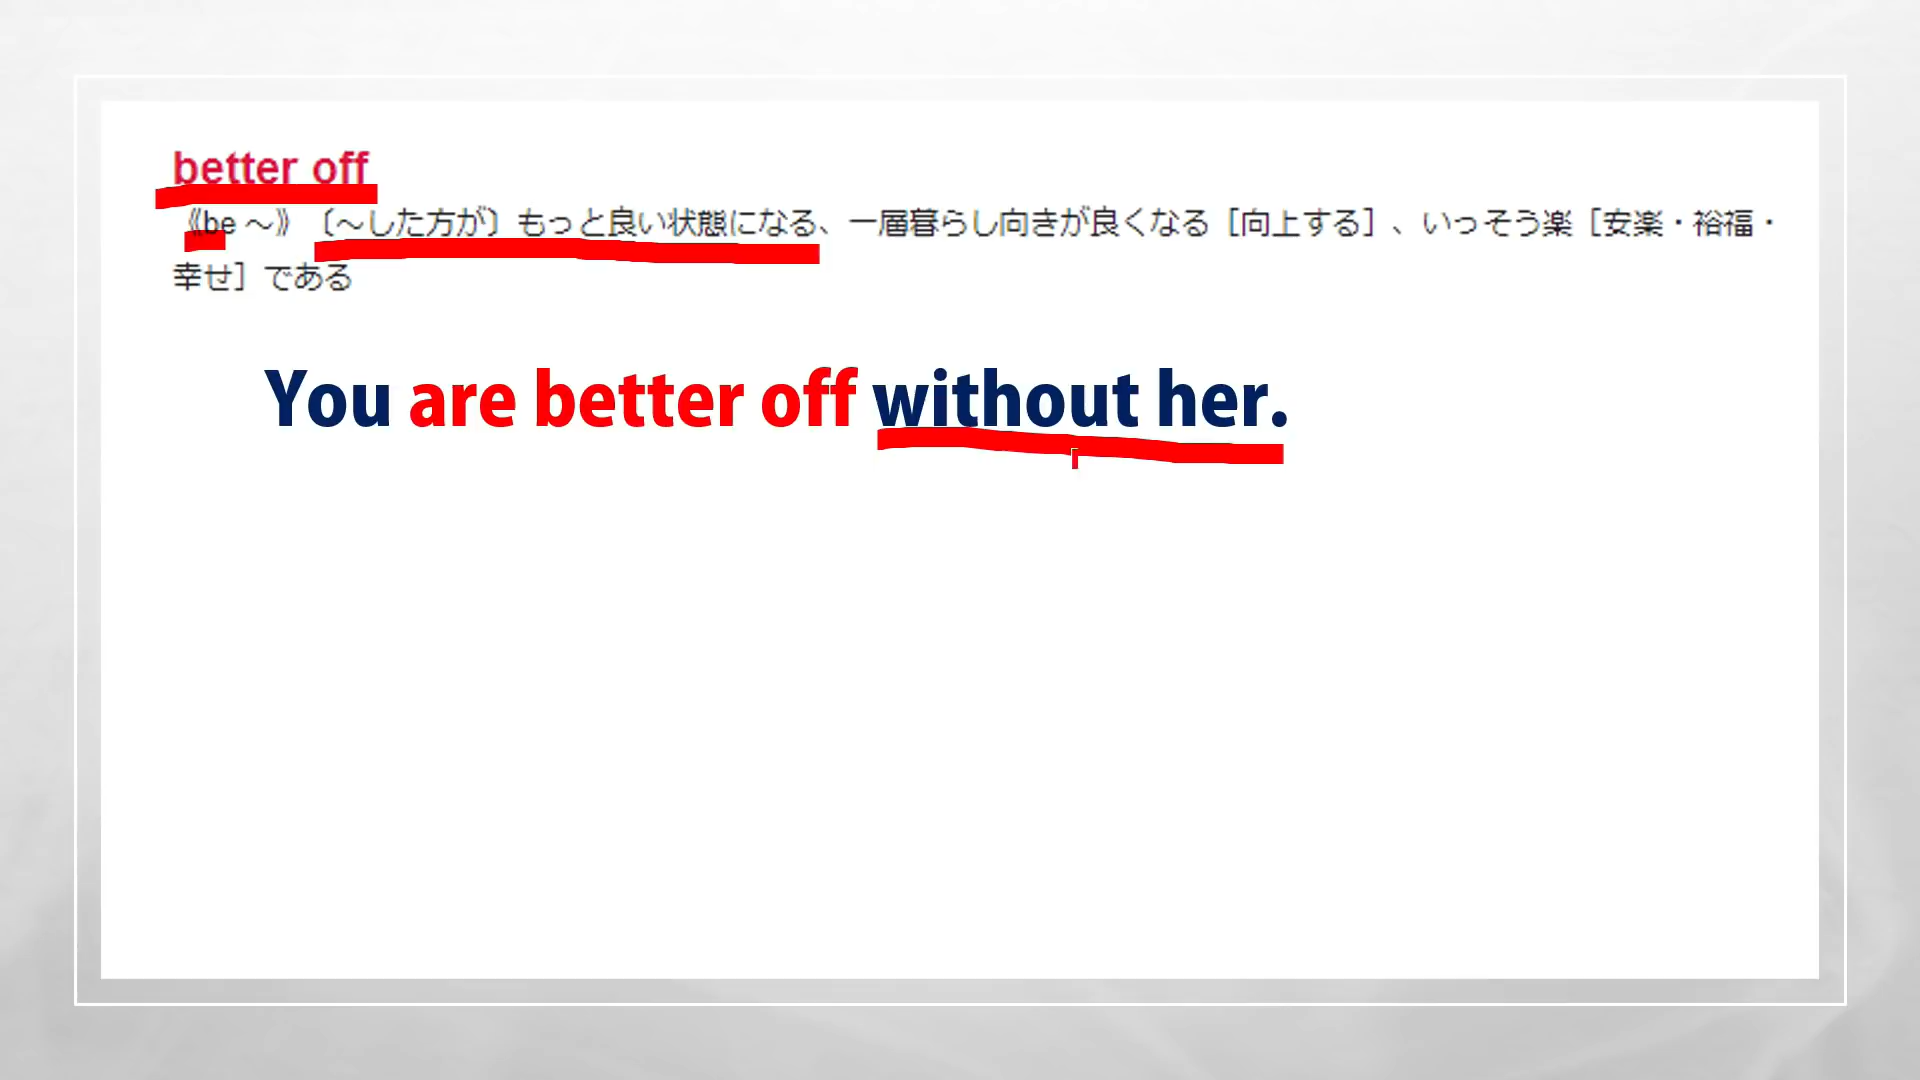 better off
《be ～》〔～した方が〕もっと良い状態になる、一層暮らし向きが良くなる［向上する］、いっそう楽［安楽・裕福・
幸せ］である
You are better off without her.